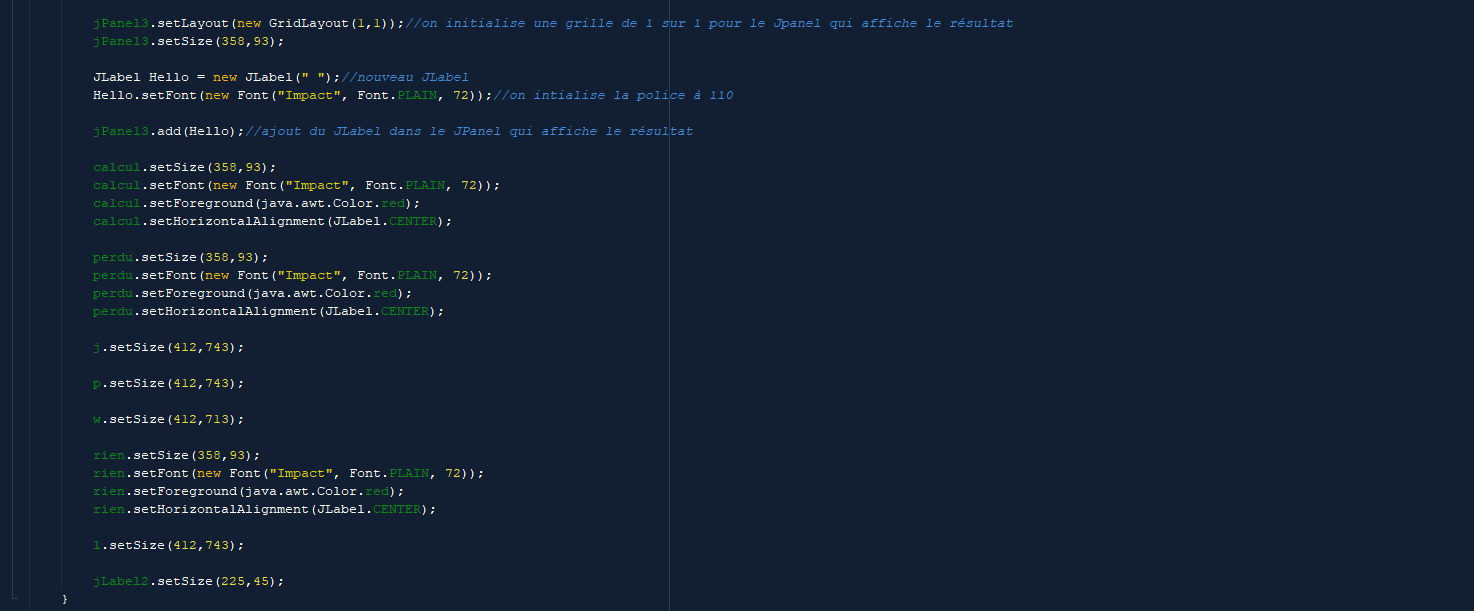 jPanel3.setLayout(new GridLayout(1,1));//on initialise une grille de 1 sur 1 pour le Jpanel qui affiche le résultat
jPanel3.setSize(358,93);
JLabel Hello = new JLabel(" ");//nouveau JLabel
Hello.setFont(new Font("Impact", Font.PLAIN, 72));//on intialise la police à 110
jPanel3.add(Hello);//ajout du JLabel dans le JPanel qui affiche le résultat
calcul.setSize(358,93);
calcul.setFont(new Font("Impact", Font.PLAIN, 72));
calcul.setForeground(java.awt.Color.red);
calcul.setHorizontalAlignment(JLabel.CENTER);
perdu.setSize(358,93);
perdu.setFont(new Font("Impact", Font.PLAIN, 72));
perdu.setForeground(java.awt.Color.red);
perdu.setHorizontalAlignment(JLabel.CENTER);
j.setSize(412,743);
p.setSize(412,743);
w.setSize(412,713);
rien.setSize(358,93);
rien.setFont(new Font("Impact", Font.PLAIN, 72));
rien.setForeground(java.awt.Color.red);
rien.setHorizontalAlignment(JLabel.CENTER);
l.setSize(412,743);
jLabel2.setSize(225,45);
}